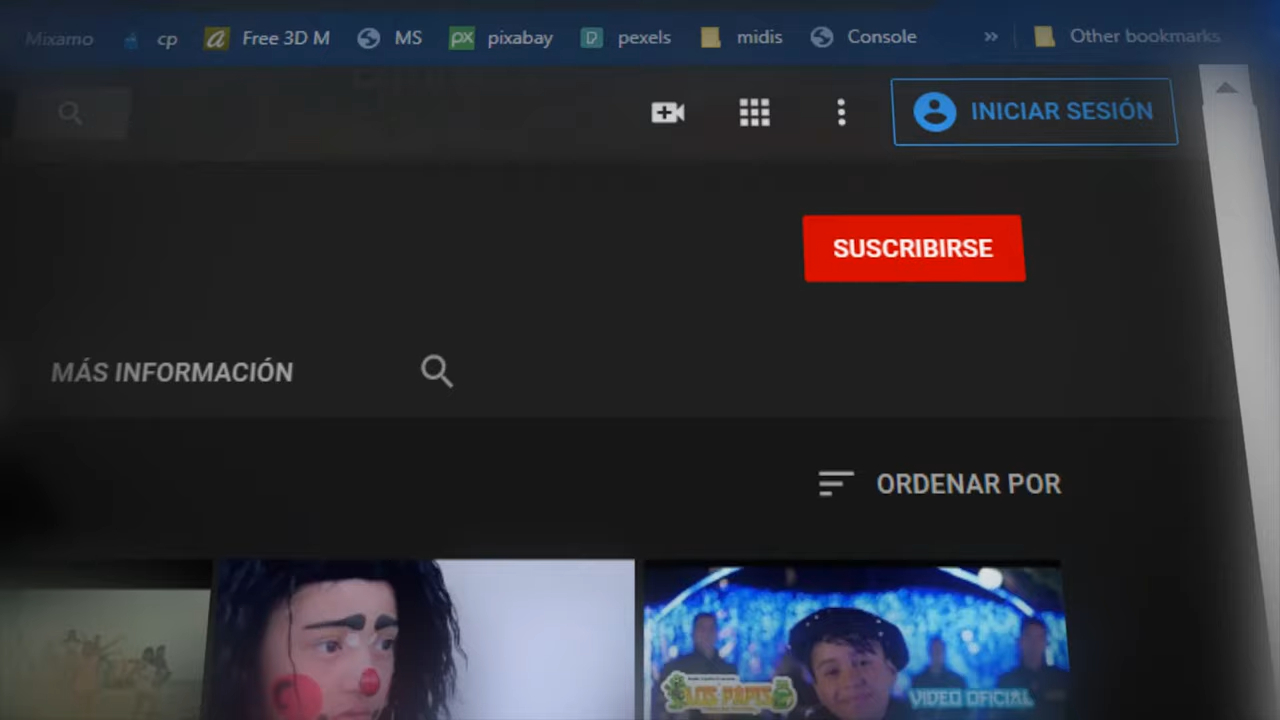 Mixamo cp Free 3D M MS pixabay pexels midis Console » Other bookmarks
INICIAR SESIÓN
SUSCRIBIRSE
MÁS INFORMACIÓN
ORDENAR POR
LOS PAPIS
VIDEO OFICIAL